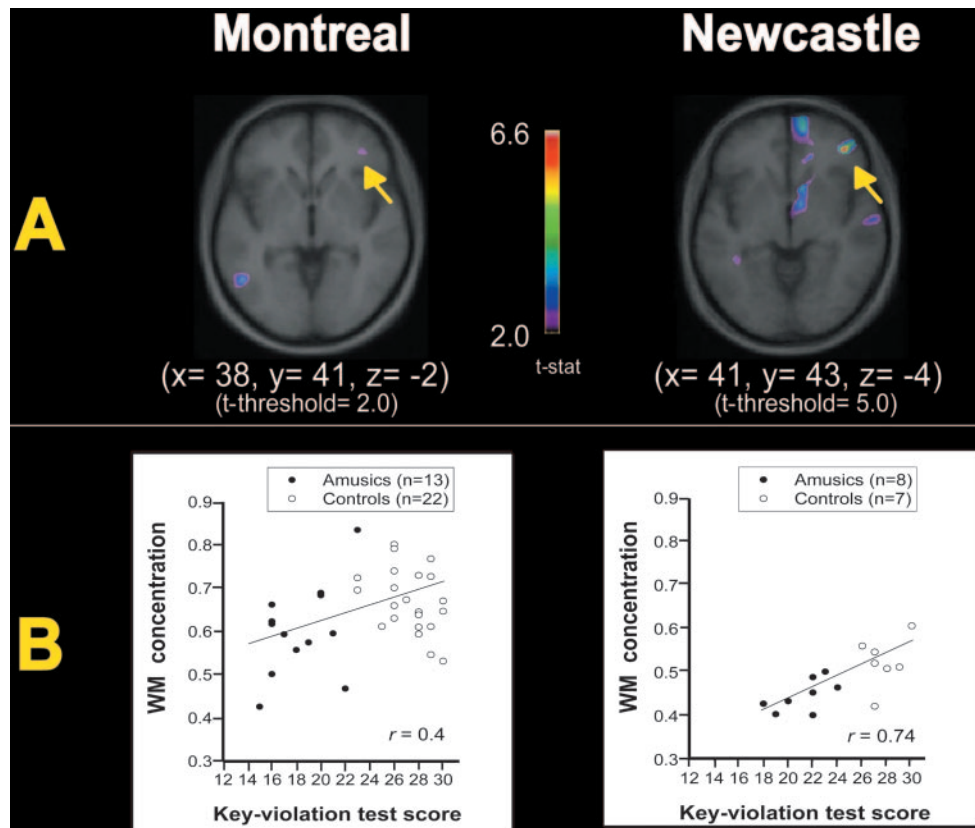 Montreal
Newcastle
A
6.6
2.0
t-stat
(x= 38, y= 41, z= -2)
(t-threshold= 2.0)
(x= 41, y= 43, z= -4)
(t-threshold= 5.0)
B
Amusics (n=13)
Controls (n=22)
WM concentration
0.9
0.8
0.7
0.6
0.5
0.4
0.3
r = 0.4
12 14 16 18 20 22 24 26 28 30
Key-violation test score
Amusics (n=8)
Controls (n=7)
WM concentration
0.9
0.8
0.7
0.6
0.5
0.4
0.3
r = 0.74
12 14 16 18 20 22 24 26 28 30
Key-violation test score